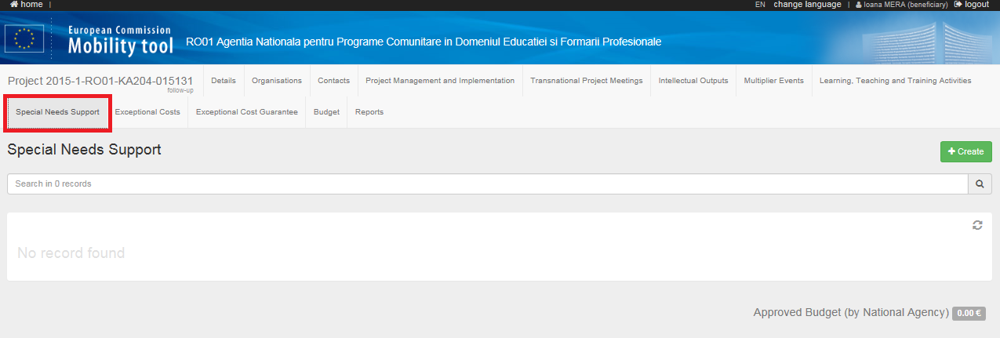 home | EN change language | Ioana MERA (beneficiary) logout
European Commission
Mobility tool RO01 Agentia Nationala pentru Programe Comunitare in Domeniul Educatiei si Formarii Profesionale
Project 2015-1-RO01-KA204-015131 Details Organisations Contacts Project Management and Implementation Transnational Project Meetings Intellectual Outputs Multiplier Events Learning, Teaching and Training Activities
follow-up
Special Needs Support Exceptional Costs Exceptional Cost Guarantee Budget Reports
Special Needs Support + Create
Search in 0 records
No record found
Approved Budget (by National Agency) 0.00 €